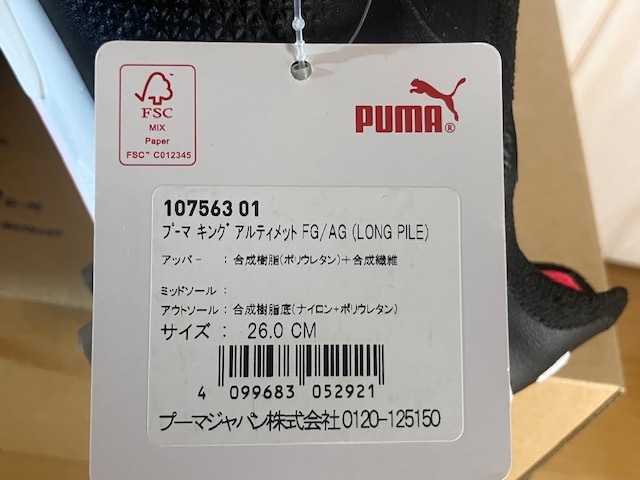 FSC
MIX
Paper
FSC™ C012345
PUMA®
107563 01
プーマ キング アルティメット FG/AG (LONG PILE)
アッパー : 合成樹脂(ポリウレタン)+合成繊維
ミッドソール :
アウトソール : 合成樹脂底(ナイロン+ポリウレタン)
サイズ : 26.0 CM
4 099683 052921
プーマジャパン株式会社0120-125150